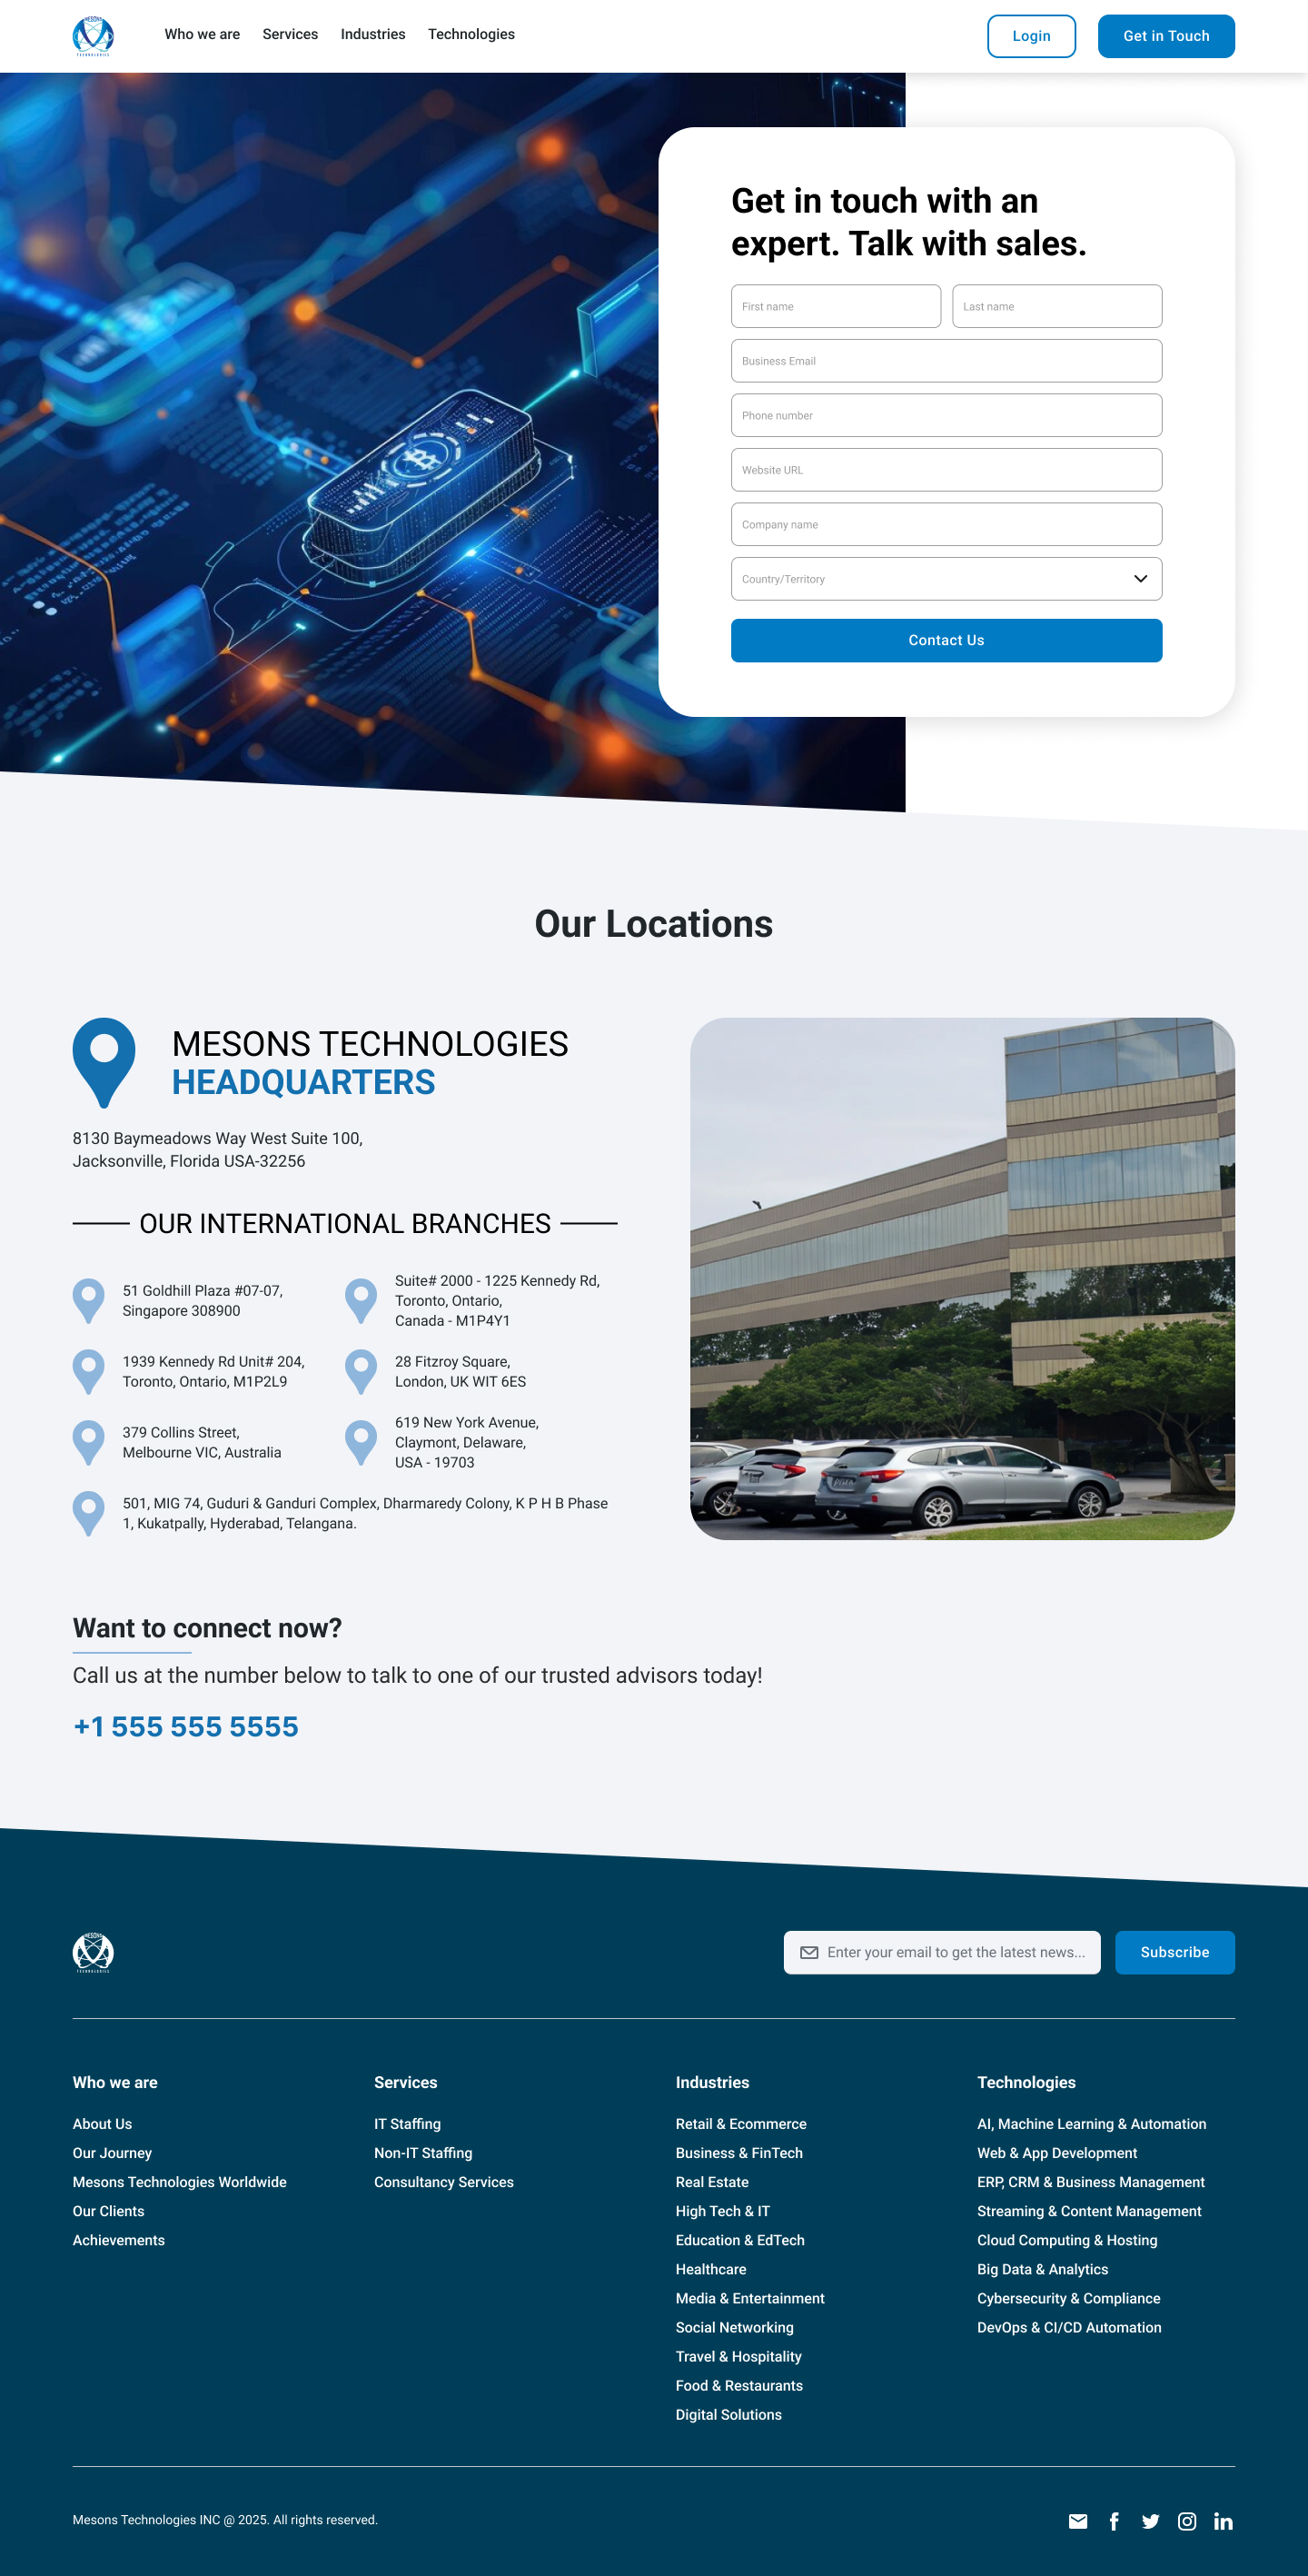 MESONS
TECHNOLOGIES
Who we are Services Industries Technologies
Login
Get in Touch
Get in touch with an
expert. Talk with sales.
First name
Last name
Business Email
Phone number
Website URL
Company name
Country/Territory
Contact Us
Our Locations
MESONS TECHNOLOGIES
HEADQUARTERS
8130 Baymeadows Way West Suite 100,
Jacksonville, Florida USA-32256
OUR INTERNATIONAL BRANCHES
51 Goldhill Plaza #07-07,
Singapore 308900
Suite# 2000 - 1225 Kennedy Rd,
Toronto, Ontario,
Canada - M1P4Y1
1939 Kennedy Rd Unit# 204,
Toronto, Ontario, M1P2L9
28 Fitzroy Square,
London, UK WIT 6ES
379 Collins Street,
Melbourne VIC, Australia
619 New York Avenue,
Claymont, Delaware,
USA - 19703
501, MIG 74, Guduri & Ganduri Complex, Dharmaredy Colony, K P H B Phase
1, Kukatpally, Hyderabad, Telangana.
Want to connect now?
Call us at the number below to talk to one of our trusted advisors today!
+1 555 555 5555
MESONS
TECHNOLOGIES
Enter your email to get the latest news...
Subscribe
Who we are
About Us
Our Journey
Mesons Technologies Worldwide
Our Clients
Achievements
Services
IT Staffing
Non-IT Staffing
Consultancy Services
Industries
Retail & Ecommerce
Business & FinTech
Real Estate
High Tech & IT
Education & EdTech
Healthcare
Media & Entertainment
Social Networking
Travel & Hospitality
Food & Restaurants
Digital Solutions
Technologies
AI, Machine Learning & Automation
Web & App Development
ERP, CRM & Business Management
Streaming & Content Management
Cloud Computing & Hosting
Big Data & Analytics
Cybersecurity & Compliance
DevOps & CI/CD Automation
Mesons Technologies INC @ 2025. All rights reserved.